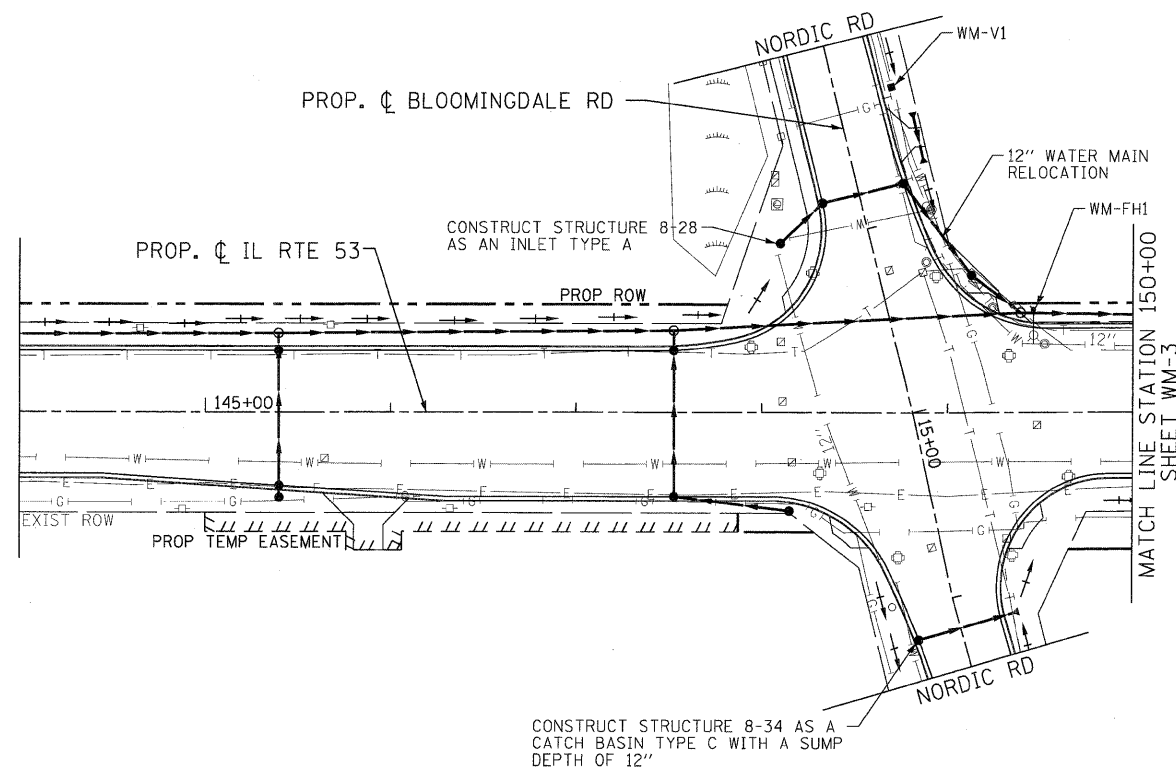 NORDIC RD
WM-V1
PROP. ℄ BLOOMINGDALE RD
G
12" WATER MAIN
RELOCATION
W
WM-FH1
CONSTRUCT STRUCTURE 8-28
AS AN INLET TYPE A
W
PROP. ℄ IL RTE 53
PROP ROW
MATCH LINE STATION 150+00
SHEET WM-3
T T T T T T T
W
12"
145+00
15+00
12"
W W W W W W
E E E E E E E E
G G G G
EXIST ROW
PROP TEMP EASEMENT
NORDIC RD
CONSTRUCT STRUCTURE 8-34 AS A
CATCH BASIN TYPE C WITH A SUMP
DEPTH OF 12"